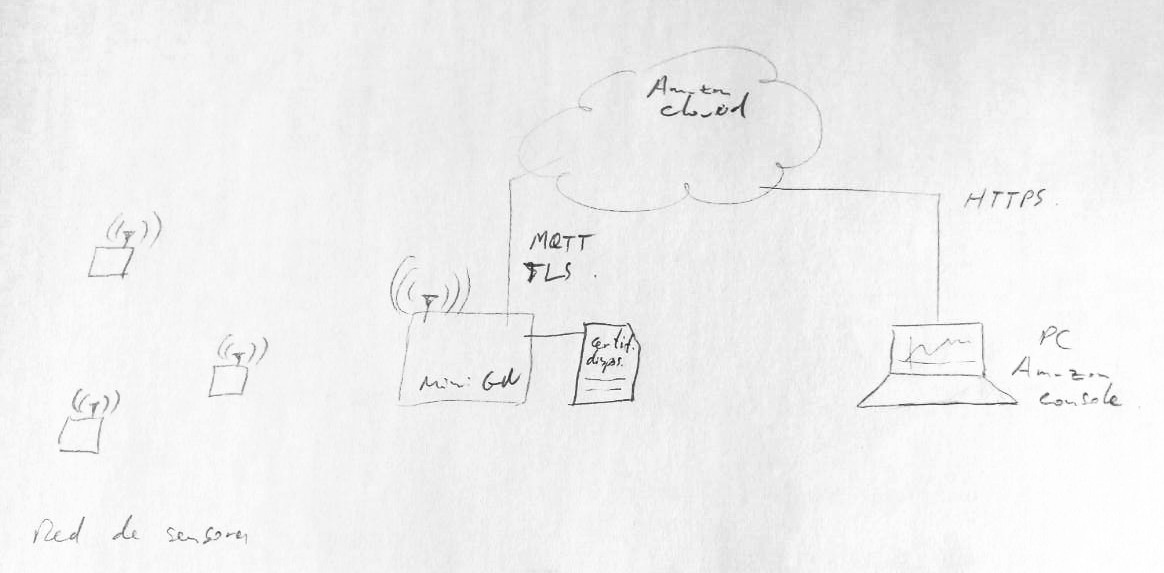 Amazon
cloud
HTTPS.
MQTT
TLS.
Certif.
dispos.
Mini GW
PC
Amazon
console
Red de sensores